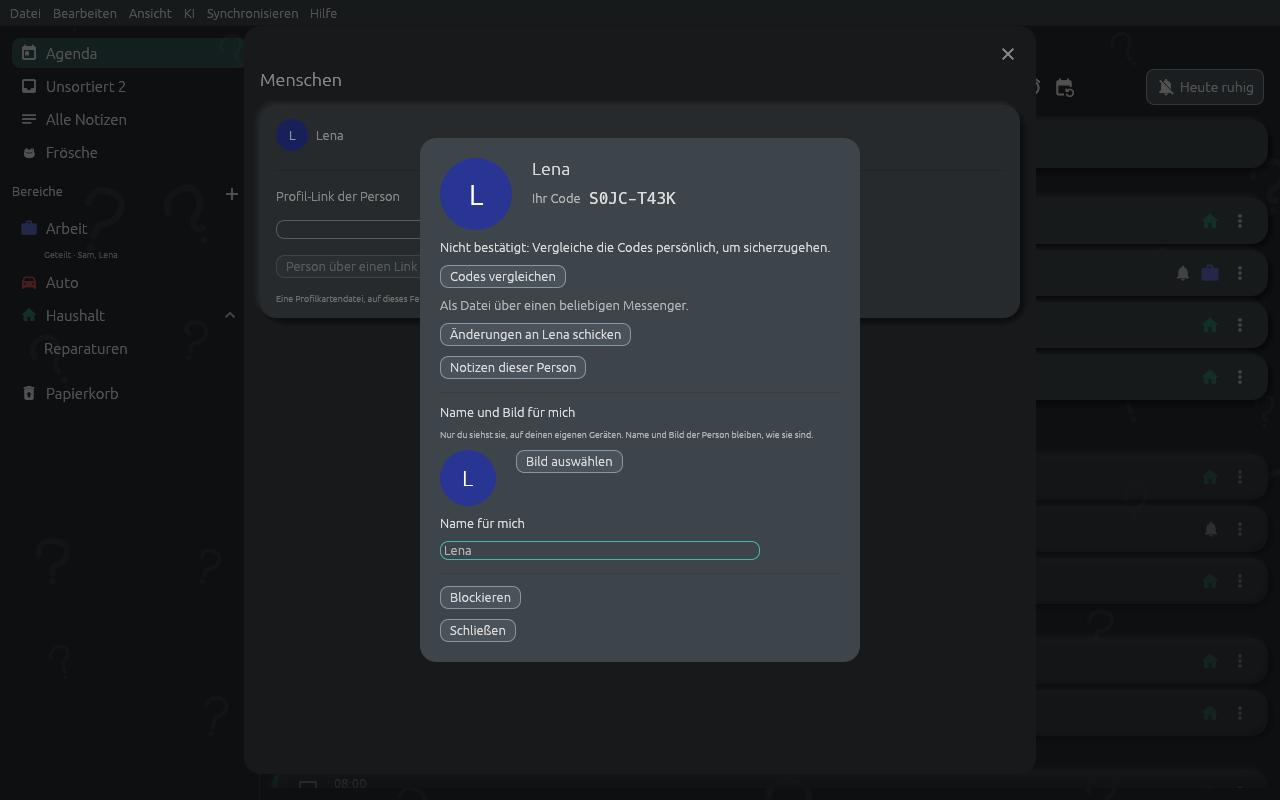 Datei Bearbeiten Ansicht KI Synchronisieren Hilfe
Agenda
Unsortiert 2
Alle Notizen
Frösche
Bereiche
Arbeit
Geteilt · Sam, Lena
Auto
Haushalt
Reparaturen
Papierkorb
Menschen
Heute ruhig
L Lena
Profil-Link der Person
Person über einen Link
Eine Profilkartendatei, auf dieses Fe
L
Lena
Ihr Code S0JC-T43K
Nicht bestätigt: Vergleiche die Codes persönlich, um sicherzugehen.
Codes vergleichen
Als Datei über einen beliebigen Messenger.
Änderungen an Lena schicken
Notizen dieser Person
Name und Bild für mich
Nur du siehst sie, auf deinen eigenen Geräten. Name und Bild der Person bleiben, wie sie sind.
L
Bild auswählen
Name für mich
Lena
Blockieren
Schließen
08:00